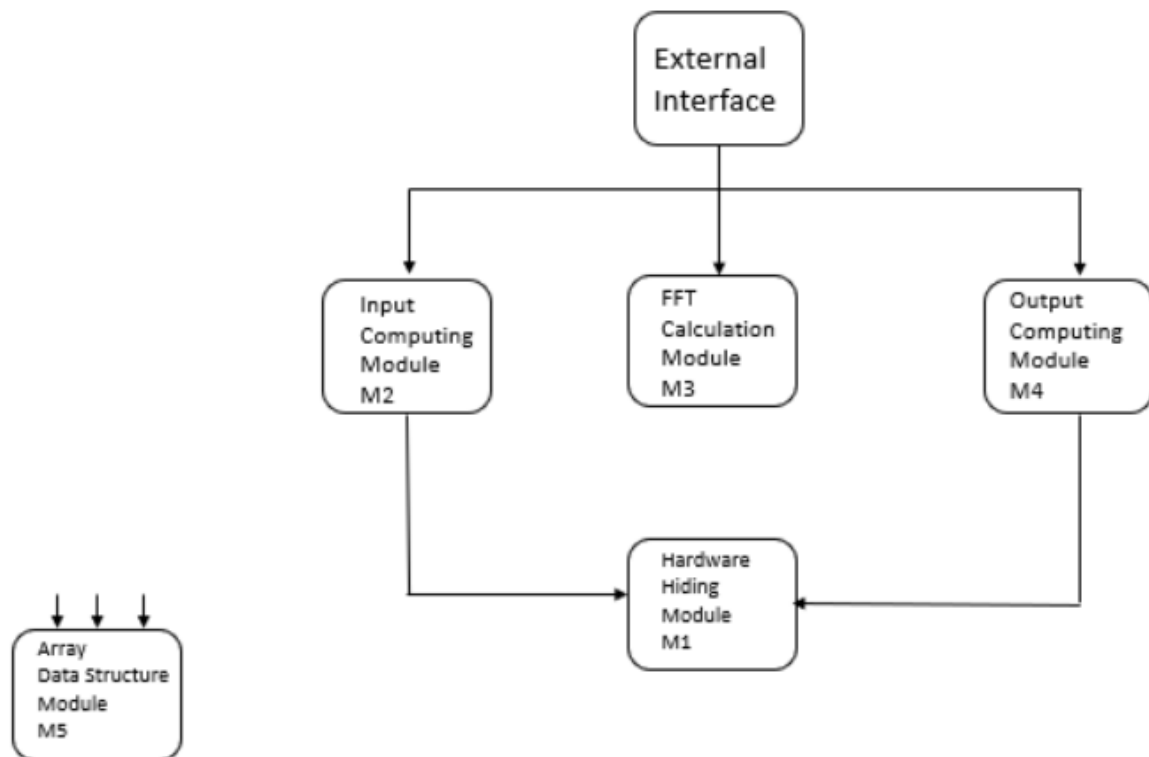 External
Interface
Input
Computing
Module
M2
FFT
Calculation
Module
M3
Output
Computing
Module
M4
Hardware
Hiding
Module
M1
Array
Data Structure
Module
M5